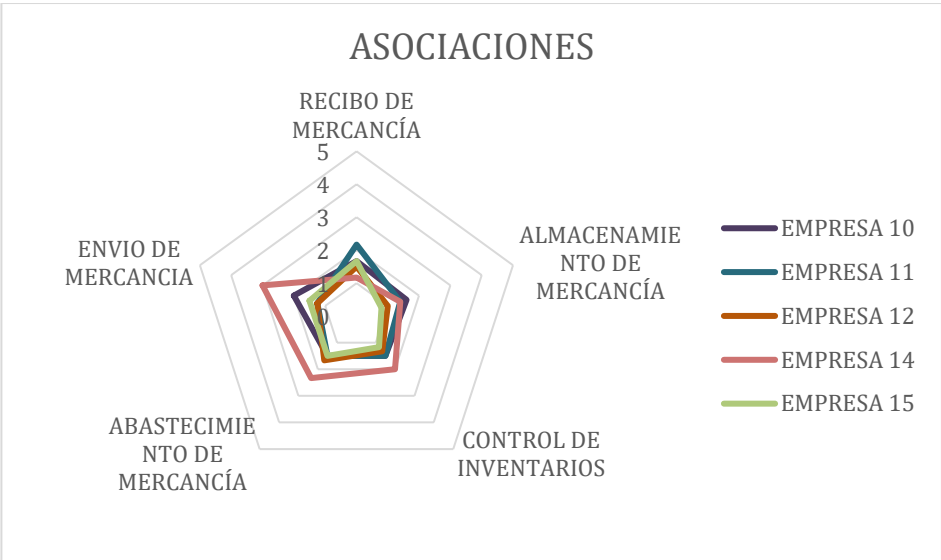 ASOCIACIONES
RECIBO DE
MERCANCÍA
5
4
3
2
1
0
ALMACENAMIE
NTO DE
MERCANCÍA
CONTROL DE
INVENTARIOS
ABASTECIMIE
NTO DE
MERCANCÍA
ENVIO DE
MERCANCIA
EMPRESA 10
EMPRESA 11
EMPRESA 12
EMPRESA 14
EMPRESA 15